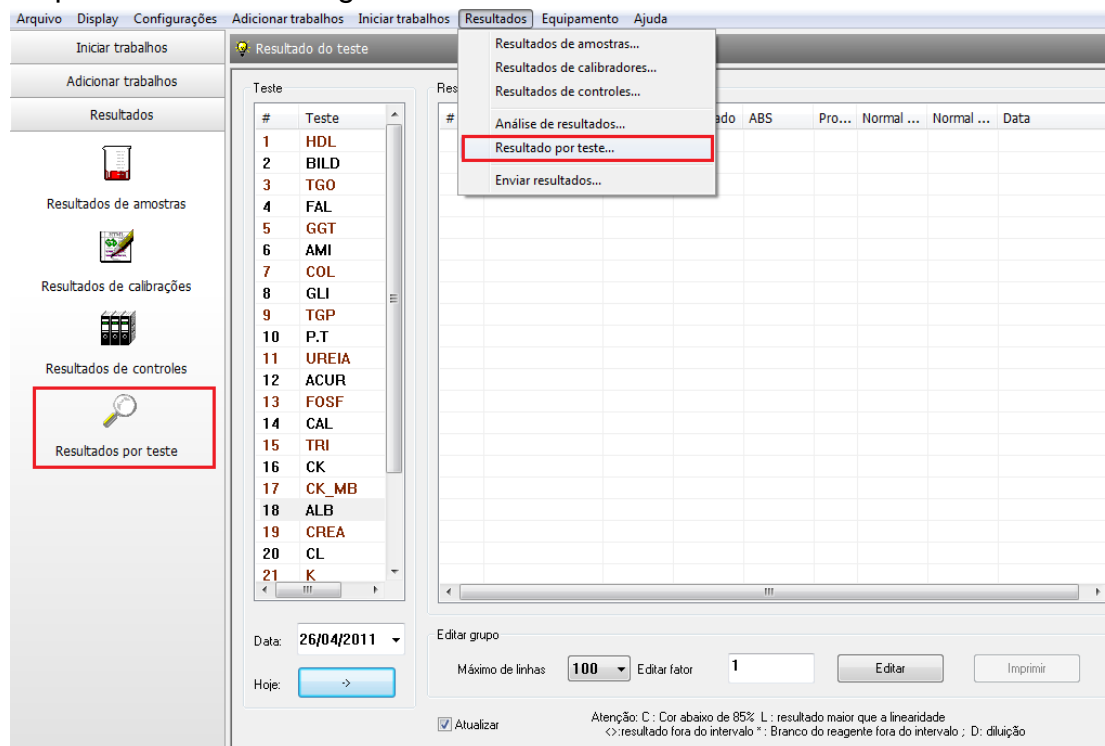 Arquivo Display Configurações Adicionar trabalhos Iniciar trabalhos Resultados Equipamento Ajuda
Iniciar trabalhos
Adicionar trabalhos
Resultados
Resultados de amostras
Resultados de calibrações
Resultados de controles
Resultados por teste
Resultado do teste
Resultados de amostras...
Resultados de calibradores...
Resultados de controles...
Análise de resultados...
Resultado por teste...
Enviar resultados...
Teste
# Teste
1 HDL
2 BILD
3 TGO
4 FAL
5 GGT
6 AMI
7 COL
8 GLI
9 TGP
10 P.T
11 UREIA
12 ACUR
13 FOSF
14 CAL
15 TRI
16 CK
17 CK_MB
18 ALB
19 CREA
20 CL
21 K
Res
# ado ABS Pro... Normal ... Normal ... Data
Data: 26/04/2011
Hoje: ->
Editar grupo
Máximo de linhas 100 Editar fator 1 Editar Imprimir
Atualizar
Atenção: C : Cor abaixo de 85% L : resultado maior que a linearidade
<>:resultado fora do intervalo * : Branco do reagente fora do intervalo ; D: diluição